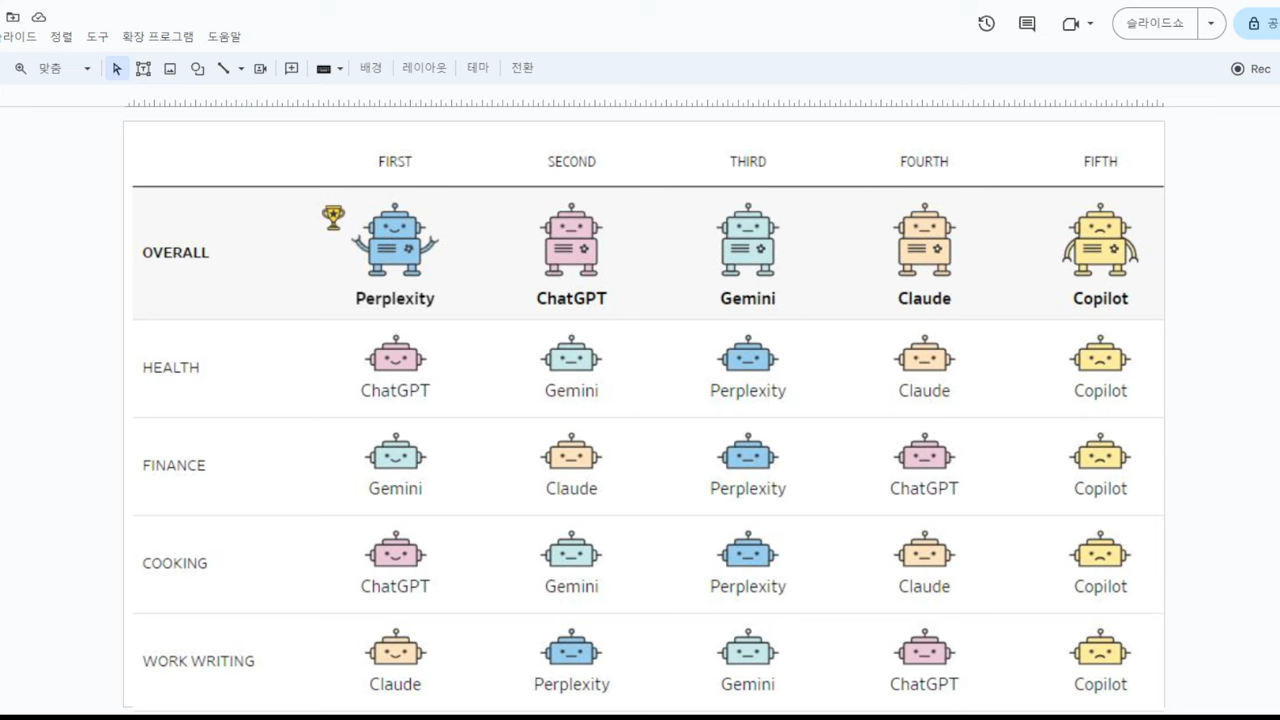 슬라이드쇼
라이드 정렬 도구 확장 프로그램 도움말
맞춤 배경 레이아웃 테마 전환 Rec
FIRST SECOND THIRD FOURTH FIFTH
OVERALL
Perplexity ChatGPT Gemini Claude Copilot
HEALTH
ChatGPT Gemini Perplexity Claude Copilot
FINANCE
Gemini Claude Perplexity ChatGPT Copilot
COOKING
ChatGPT Gemini Perplexity Claude Copilot
WORK WRITING
Claude Perplexity Gemini ChatGPT Copilot